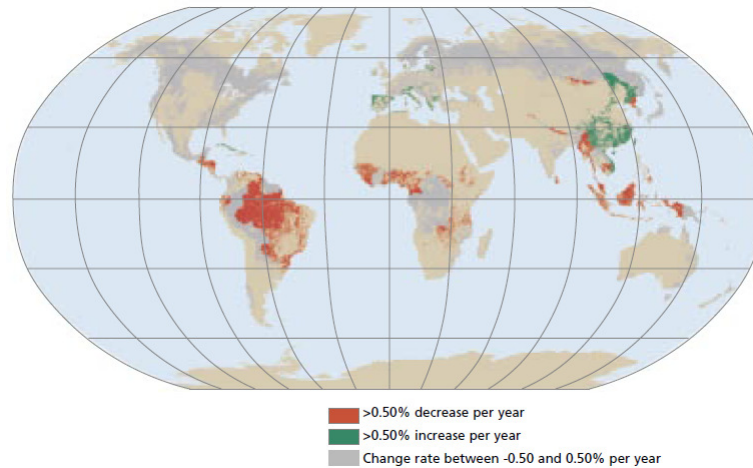 >0.50% decrease per year
>0.50% increase per year
Change rate between -0.50 and 0.50% per year